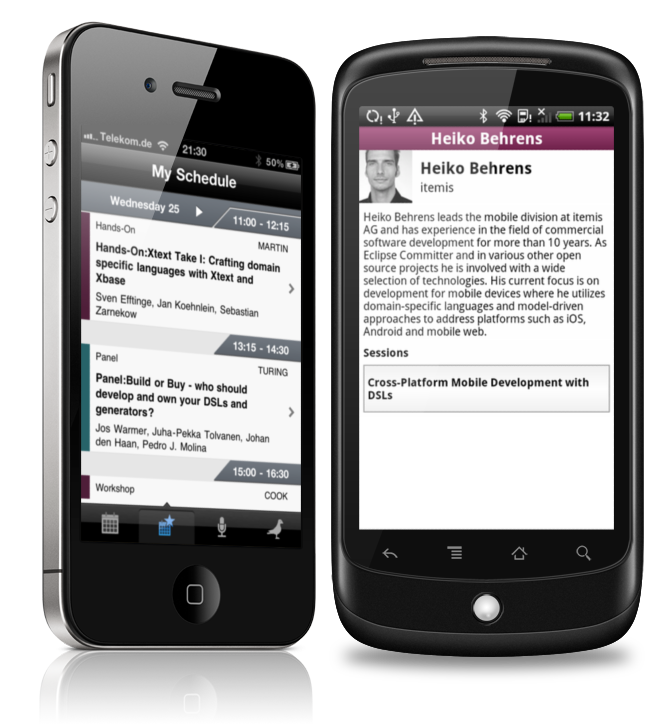 Telekom.de
21:30
50%
My Schedule
Wednesday 25
11:00 - 12:15
Hands-On
MARTIN
Hands-On:Xtext Take I: Crafting domain
specific languages with Xtext and
Xbase
Sven Efftinge, Jan Koehnlein, Sebastian
Zarnekow
13:15 - 14:30
Panel
TURING
Panel:Build or Buy - who should
develop and own your DSLs and
generators?
Jos Warmer, Juha-Pekka Tolvanen, Johan
den Haan, Pedro J. Molina
15:00 - 16:30
Workshop
COOK
11:32
Heiko Behrens
Heiko Behrens
itemis
Heiko Behrens leads the mobile division at itemis
AG and has experience in the field of commercial
software development for more than 10 years. As
Eclipse Committer and in various other open
source projects he is involved with a wide
selection of technologies. His current focus is on
development for mobile devices where he utilizes
domain-specific languages and model-driven
approaches to address platforms such as iOS,
Android and mobile web.
Sessions
Cross-Platform Mobile Development with
DSLs